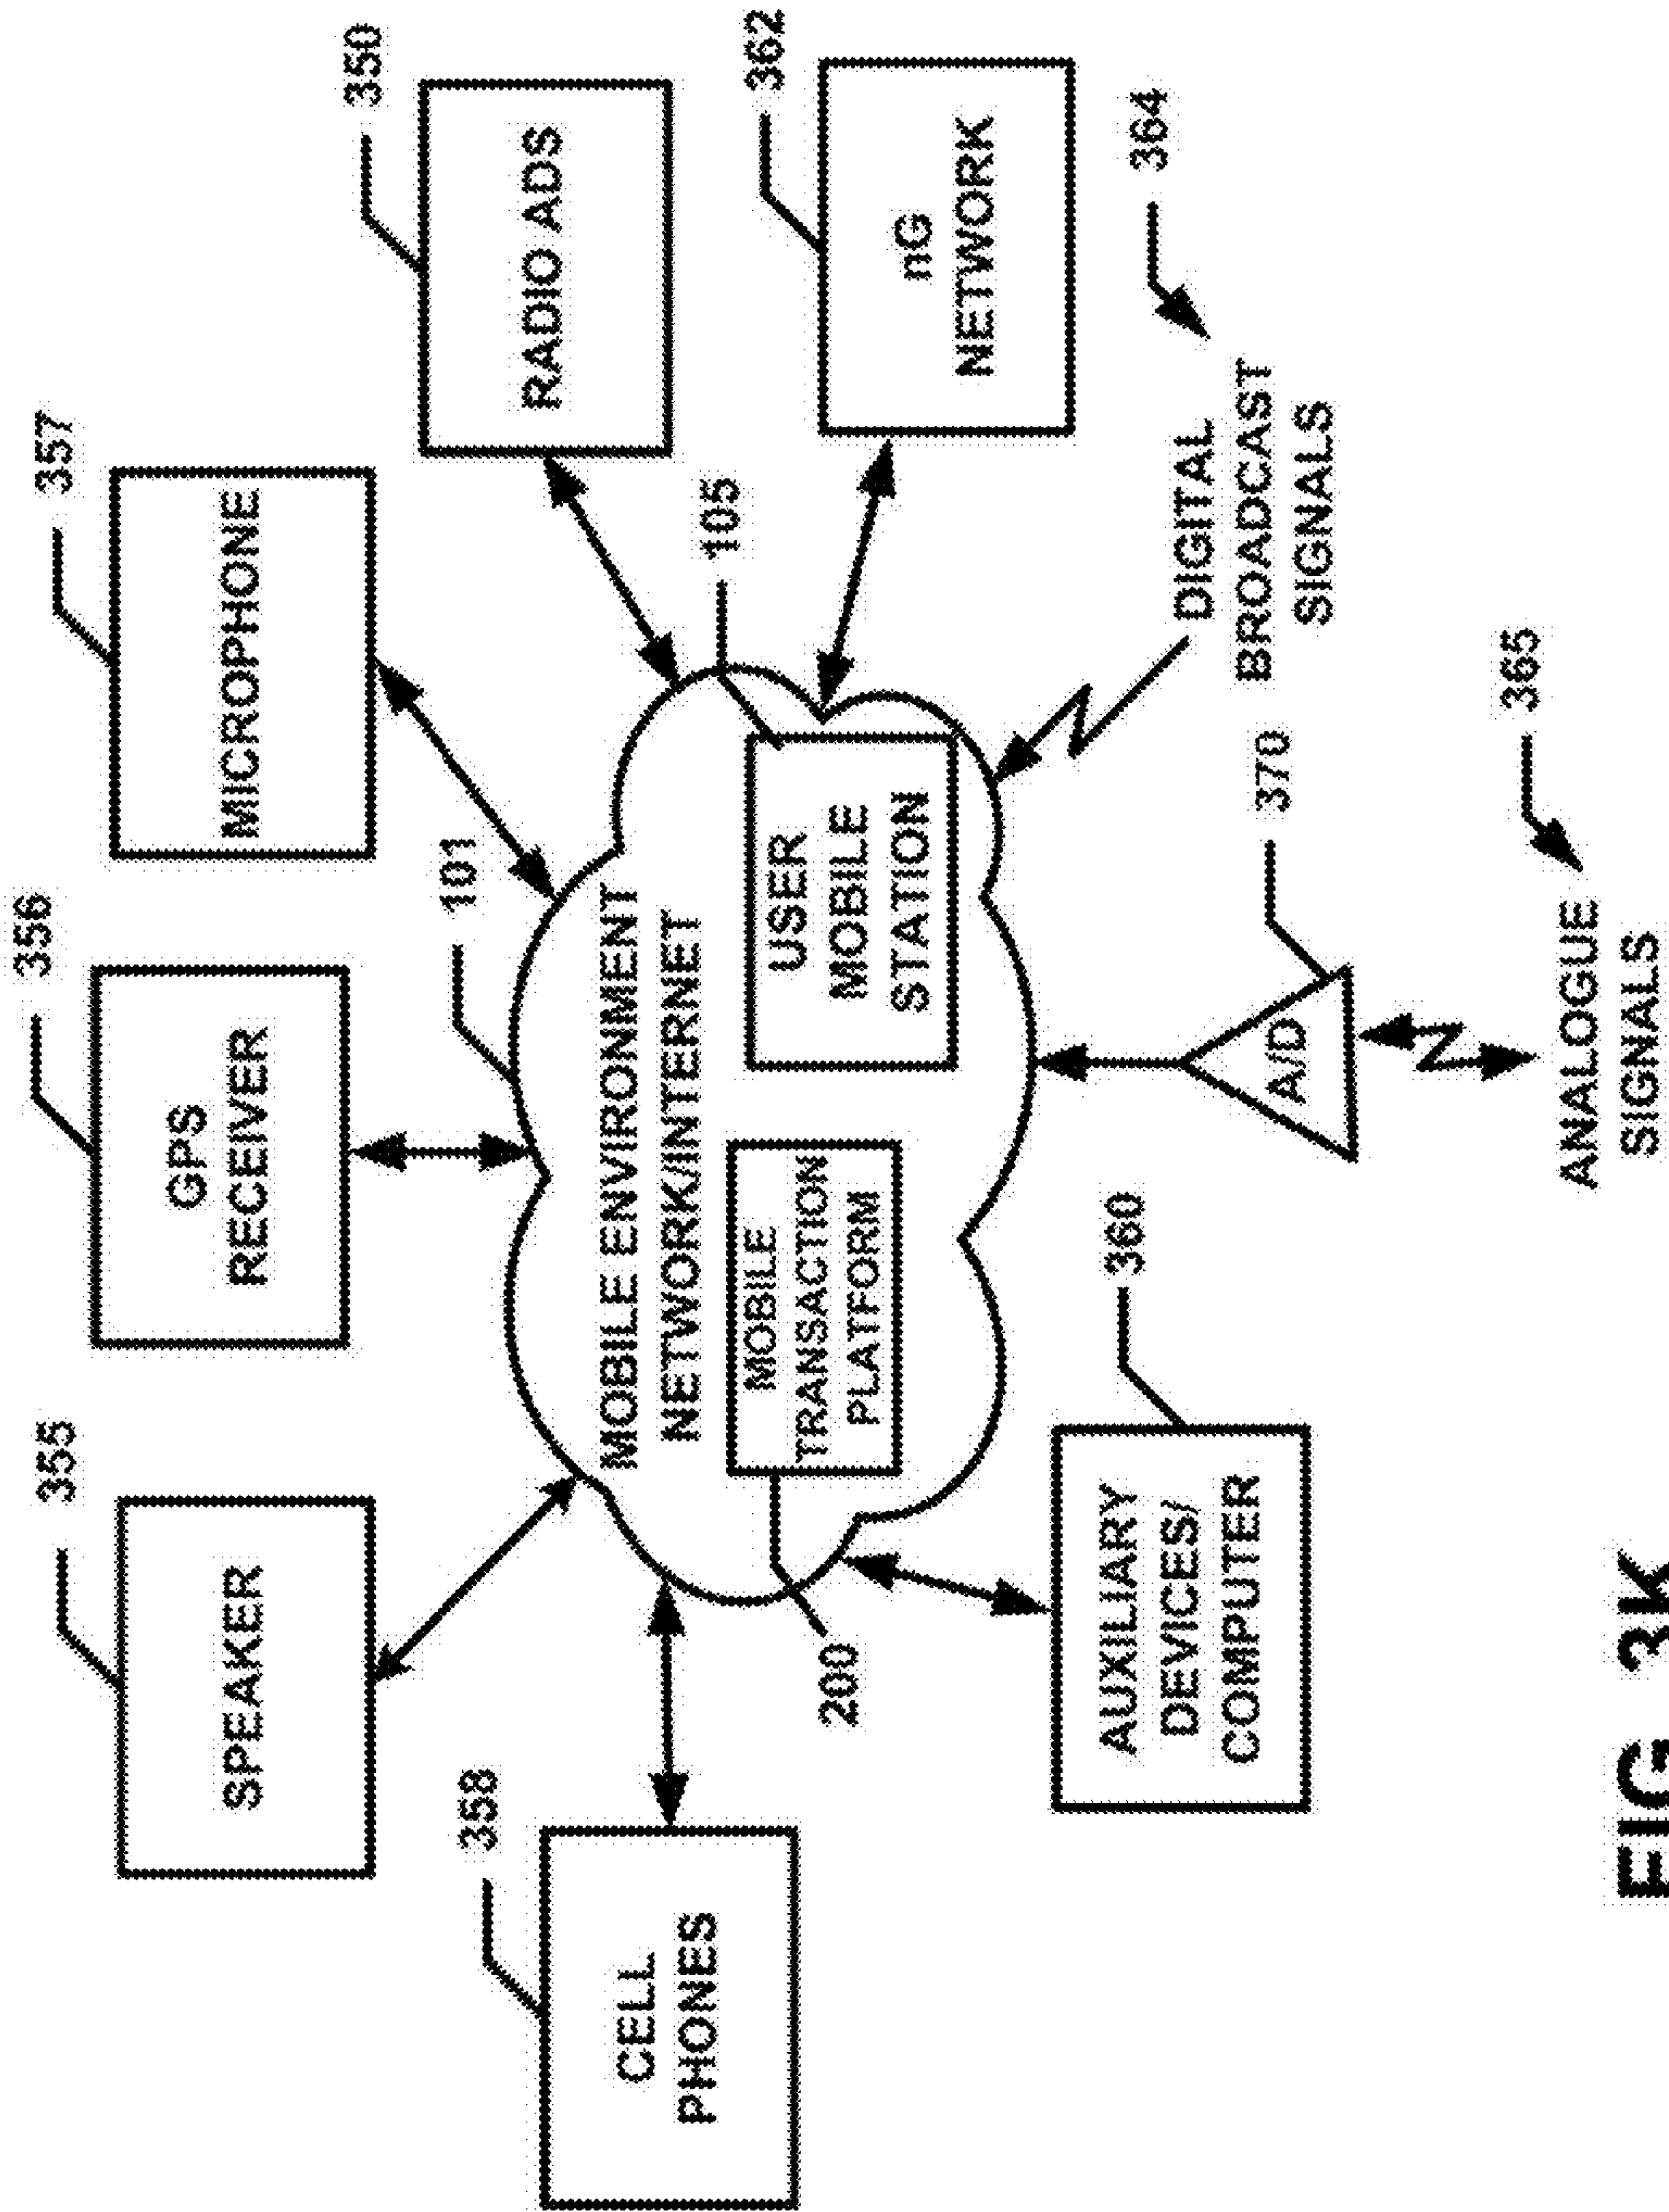 355
SPEAKER
356
GPS
RECEIVER
357
MICROPHONE
350
RADIO ADS
358
CELL
PHONES
101
MOBILE ENVIRONMENT
NETWORK/INTERNET
105
362
nG
NETWORK
MOBILE
TRANSACTION
PLATFORM
USER
MOBILE
STATION
200
AUXILIARY
DEVICES/
COMPUTER
360
A/D
370
DIGITAL
BROADCAST
SIGNALS
364
ANALOGUE
SIGNALS
365
FIG 3K